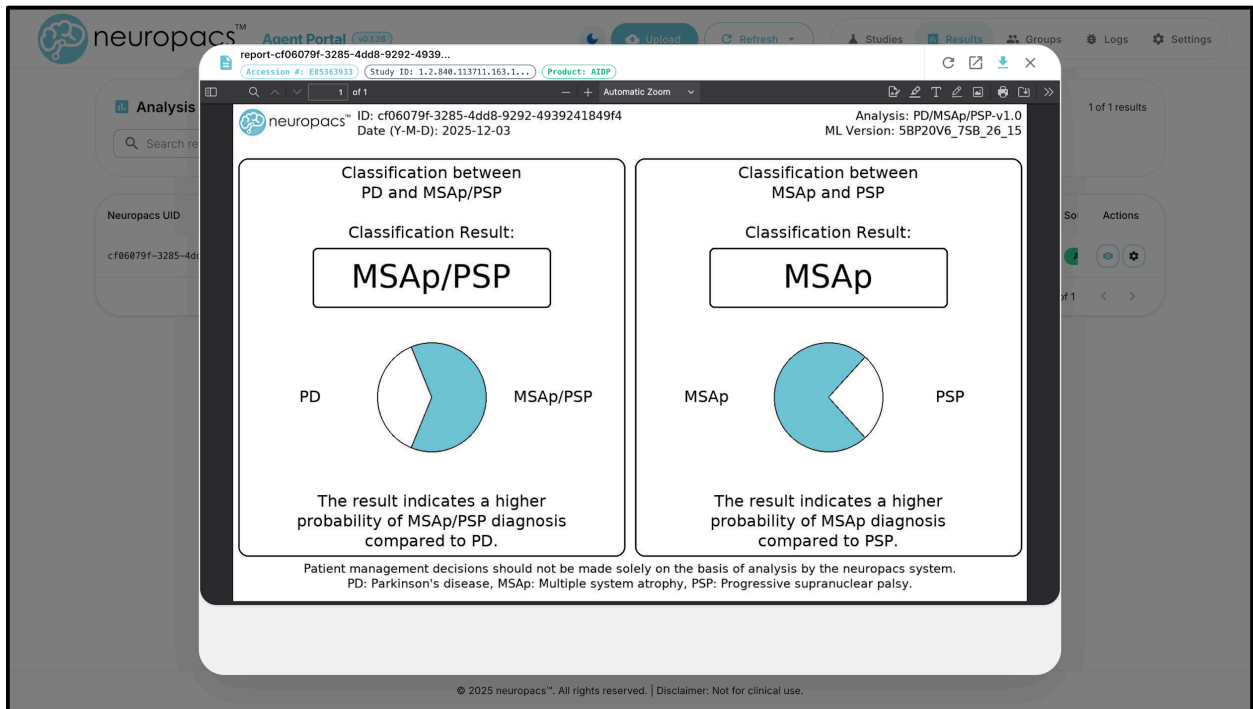 neuropacs™ Agent Portal v0.1.26 Upload Refresh Studies Results Groups Logs Settings
report-cf06079f-3285-4dd8-9292-4939...
Accession #: E05363933 Study ID: 1.2.840.113711.163.1... Product: AIDP
1 of 1 Automatic Zoom
Analysis
1 of 1 results
Search re
Neuropacs UID
So Actions
cf06079f-3285-4dd
A
of 1
neuropacs™ ID: cf06079f-3285-4dd8-9292-4939241849f4
Date (Y-M-D): 2025-12-03
Analysis: PD/MSAp/PSP-v1.0
ML Version: 5BP20V6_7SB_26_15
Classification between
PD and MSAp/PSP
Classification Result:
MSAp/PSP
PD MSAp/PSP
The result indicates a higher
probability of MSAp/PSP diagnosis
compared to PD.
Classification between
MSAp and PSP
Classification Result:
MSAp
MSAp PSP
The result indicates a higher
probability of MSAp diagnosis
compared to PSP.
Patient management decisions should not be made solely on the basis of analysis by the neuropacs system.
PD: Parkinson's disease, MSAp: Multiple system atrophy, PSP: Progressive supranuclear palsy.
© 2025 neuropacs™. All rights reserved. | Disclaimer: Not for clinical use.